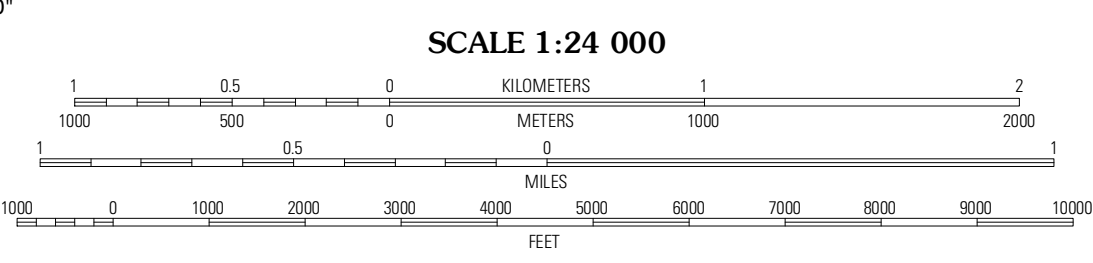 0"
SCALE 1:24 000
1 0.5 0 KILOMETERS 1 2
1000 500 0 METERS 1000 2000
1 0.5 0 1
MILES
1000 0 1000 2000 3000 4000 5000 6000 7000 8000 9000 10000
FEET